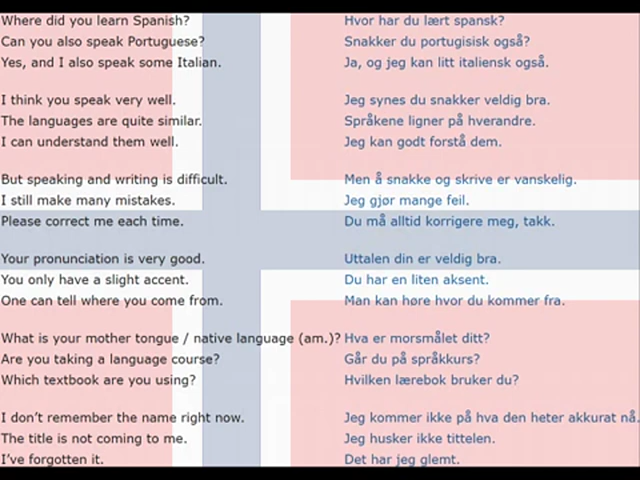 Where did you learn Spanish? Hvor har du lært spansk?
Can you also speak Portuguese? Snakker du portugisisk også?
Yes, and I also speak some Italian. Ja, og jeg kan litt italiensk også.
I think you speak very well. Jeg synes du snakker veldig bra.
The languages are quite similar. Språkene ligner på hverandre.
I can understand them well. Jeg kan godt forstå dem.
But speaking and writing is difficult. Men å snakke og skrive er vanskelig.
I still make many mistakes. Jeg gjør mange feil.
Please correct me each time. Du må alltid korrigere meg, takk.
Your pronunciation is very good. Uttalen din er veldig bra.
You only have a slight accent. Du har en liten aksent.
One can tell where you come from. Man kan høre hvor du kommer fra.
What is your mother tongue / native language (am.)? Hva er morsmålet ditt?
Are you taking a language course? Går du på språkkurs?
Which textbook are you using? Hvilken lærebok bruker du?
I don’t remember the name right now. Jeg kommer ikke på hva den heter akkurat nå.
The title is not coming to me. Jeg husker ikke tittelen.
I’ve forgotten it. Det har jeg glemt.